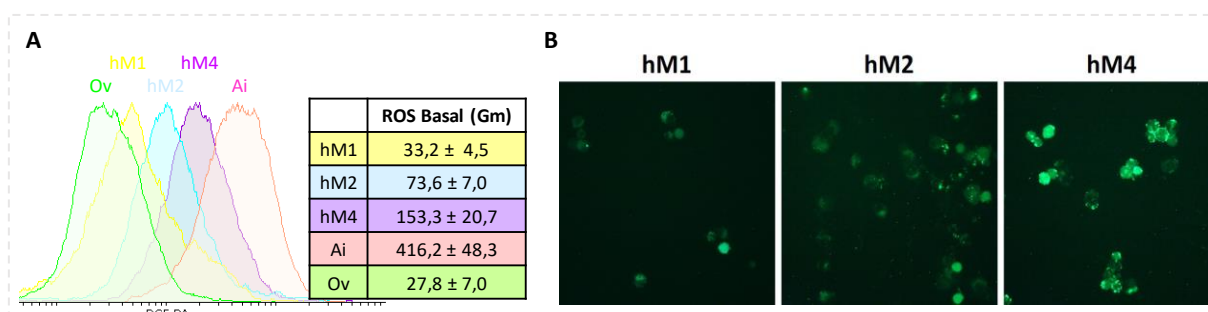 A
B
hM1
hM4
Ov
hM2
Ai
ROS Basal (Gm)
hM1 33,2 ± 4,5
hM2 73,6 ± 7,0
hM4 153,3 ± 20,7
Ai 416,2 ± 48,3
Ov 27,8 ± 7,0
hM1
hM2
hM4